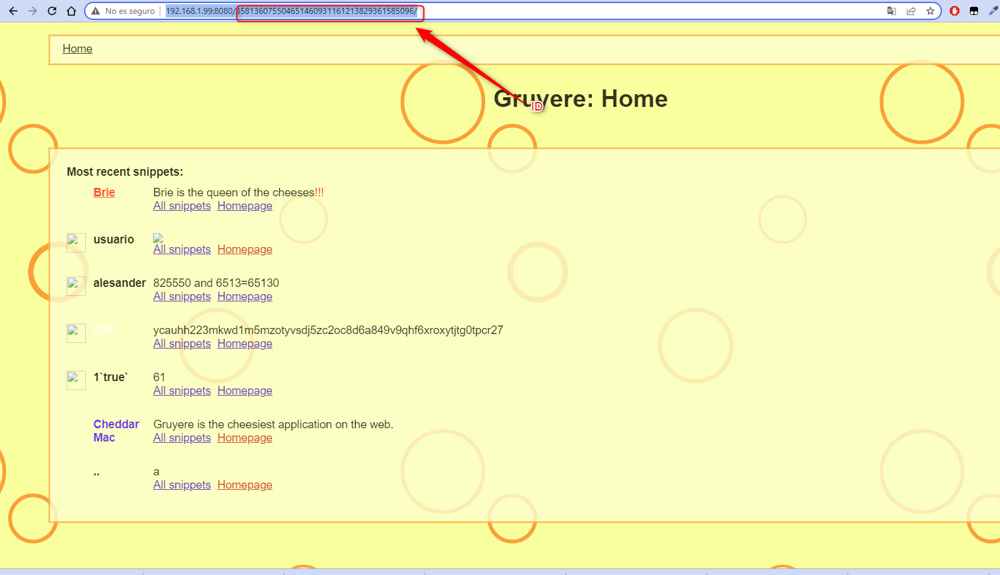 No es seguro | 192.168.1.99:8080/358136075504651460931161213829361585096/
Home
ID
Gruyere: Home
Most recent snippets:
Brie Brie is the queen of the cheeses!!!
All snippets Homepage
usuario
All snippets Homepage
alesander 825550 and 6513=65130
All snippets Homepage
ZAP ycauhh223mkwd1m5mzotyvsdj5zc2oc8d6a849v9qhf6xroxytjtg0tpcr27
All snippets Homepage
1`true` 61
All snippets Homepage
Cheddar Gruyere is the cheesiest application on the web.
Mac All snippets Homepage
.. a
All snippets Homepage